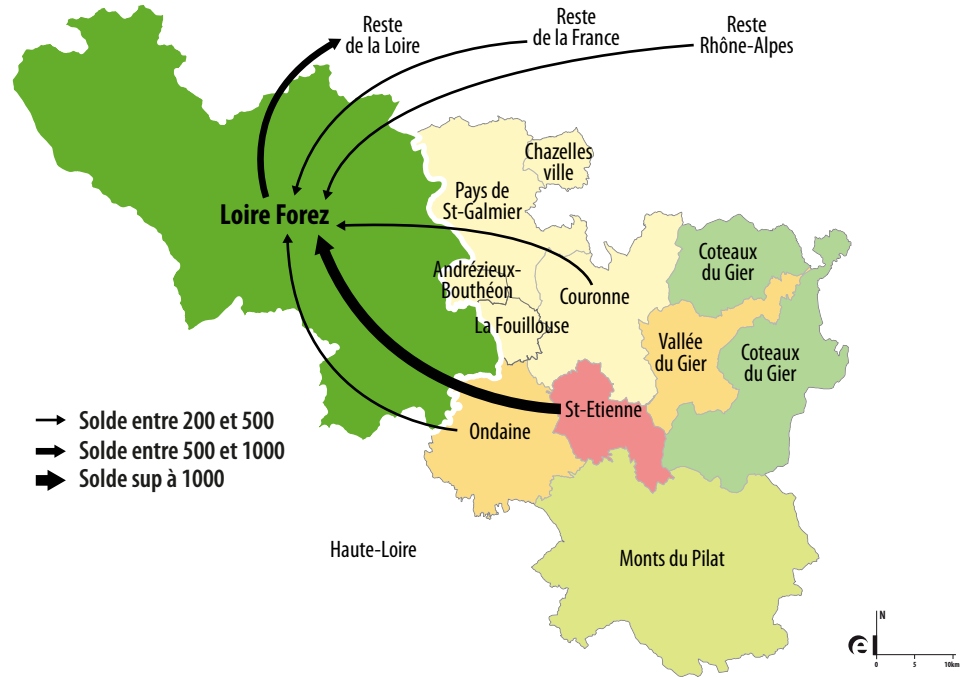 Reste
de la Loire
Reste
de la France
Reste
Rhône-Alpes
Chazelles
ville
Pays de
St-Galmier
Loire Forez
Coteaux
du Gier
Andrézieux-
Bouthéon
Couronne
La Fouillouse
Vallée
du Gier
Coteaux
du Gier
St-Etienne
Ondaine
Solde entre 200 et 500
Solde entre 500 et 1000
Solde sup à 1000
Haute-Loire
Monts du Pilat
N
0 5 10km